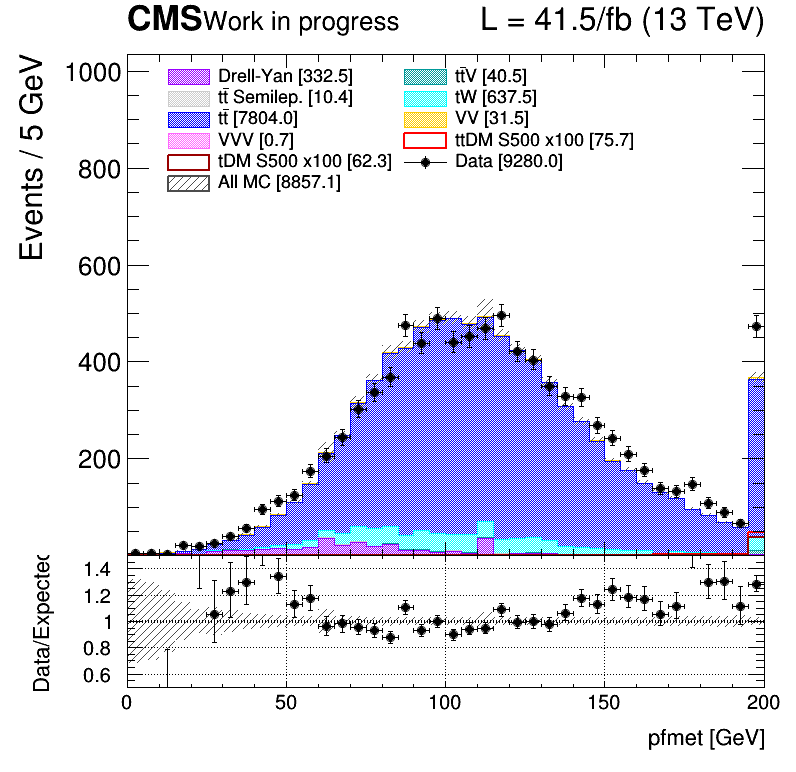 CMS Work in progress L = 41.5/fb (13 TeV)
Events / 5 GeV
1000
800
600
400
200
Drell-Yan [332.5] tt̄V [40.5]
tt̄ Semilep. [10.4] tW [637.5]
tt̄ [7804.0] VV [31.5]
VVV [0.7] ttDM S500 x100 [75.7]
tDM S500 x100 [62.3] Data [9280.0]
All MC [8857.1]
Data/Expected
1.4
1.2
1
0.8
0.6
0 50 100 150 200
pfmet [GeV]